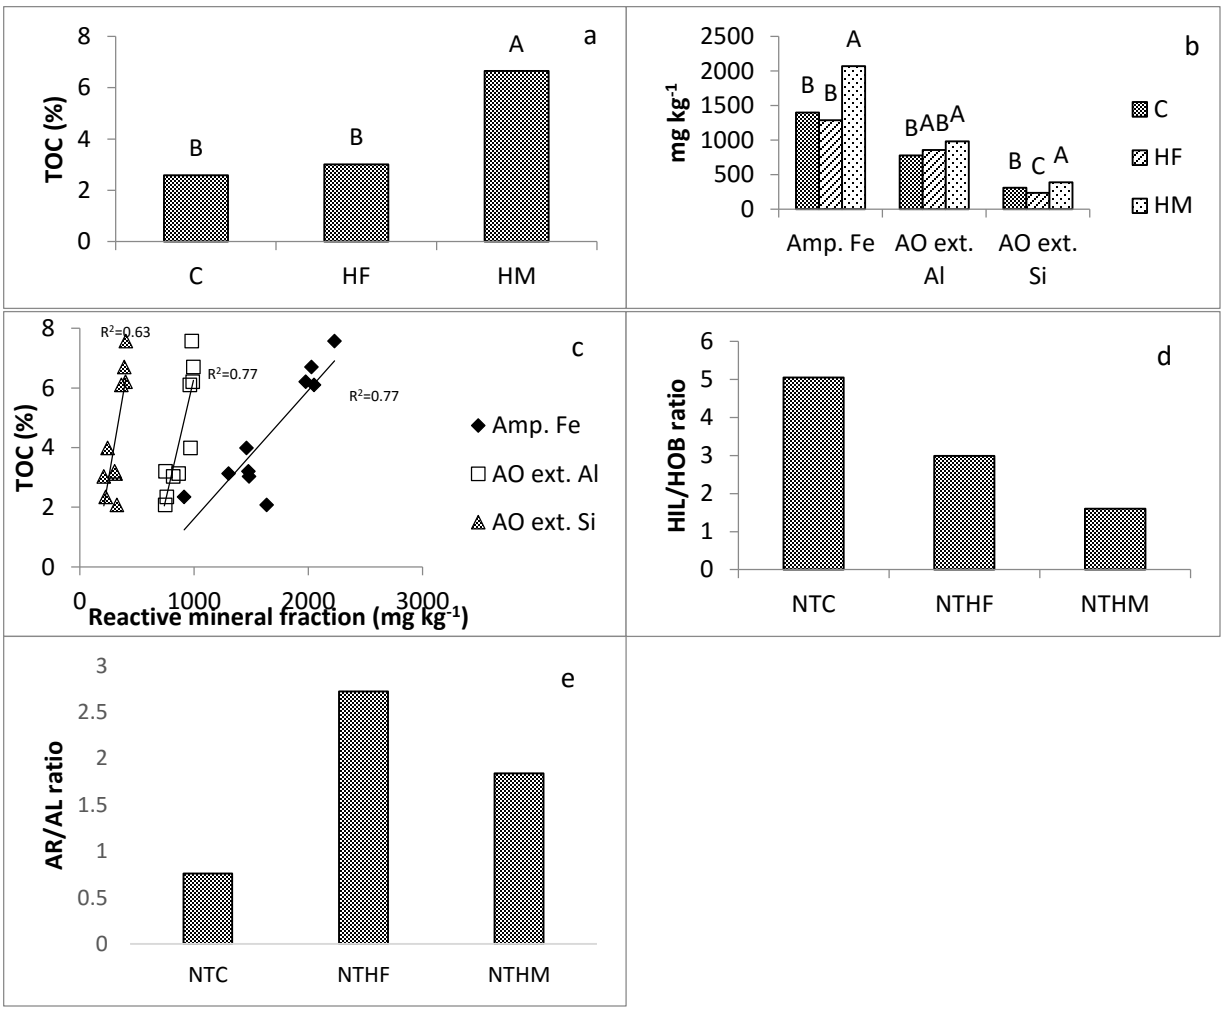 a
TOC (%)
8
6
4
2
0
B
B
A
C
HF
HM
b
mg kg⁻¹
2500
2000
1500
1000
500
0
B
B
A
B
AB
A
B
C
A
Amp. Fe
AO ext.
Al
AO ext.
Si
C
HF
HM
c
TOC (%)
8
6
4
2
0
R²=0.63
R²=0.77
R²=0.77
Amp. Fe
AO ext. Al
AO ext. Si
0
1000
2000
3000
Reactive mineral fraction (mg kg⁻¹)
d
HIL/HOB ratio
6
5
4
3
2
1
0
NTC
NTHF
NTHM
e
AR/AL ratio
3
2.5
2
1.5
1
0.5
0
NTC
NTHF
NTHM